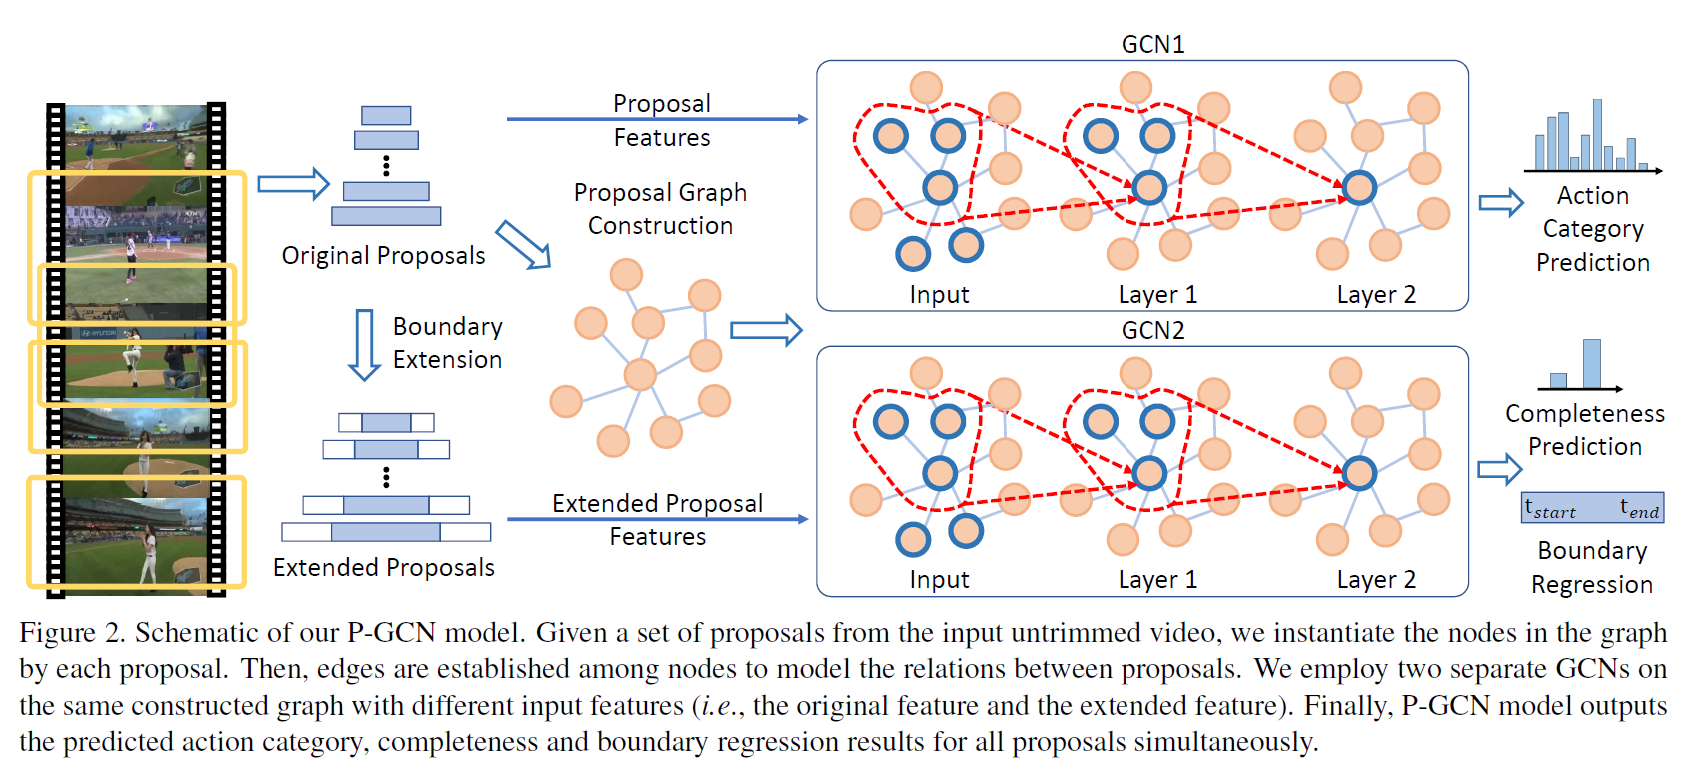 GCN1
Proposal
Features
Original Proposals
Proposal Graph
Construction
Boundary
Extension
Input
Layer 1
Layer 2
Action
Category
Prediction
GCN2
Extended Proposal
Features
Extended Proposals
Input
Layer 1
Layer 2
Completeness
Prediction
t_start t_end
Boundary
Regression
HYUNDAI
Figure 2. Schematic of our P-GCN model. Given a set of proposals from the input untrimmed video, we instantiate the nodes in the graph
by each proposal. Then, edges are established among nodes to model the relations between proposals. We employ two separate GCNs on
the same constructed graph with different input features (i.e., the original feature and the extended feature). Finally, P-GCN model outputs
the predicted action category, completeness and boundary regression results for all proposals simultaneously.